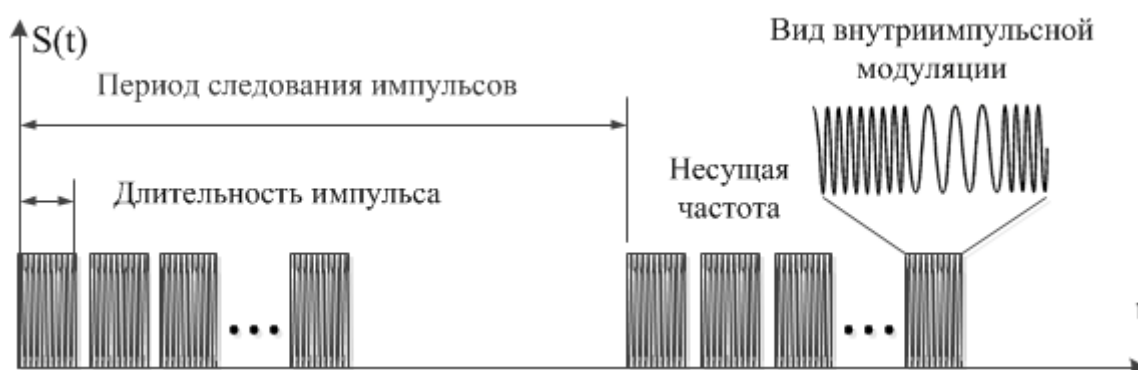 S(t)
Вид внутриимпульсной
модуляции
Период следования импульсов
Несущая
частота
Длительность импульса
t